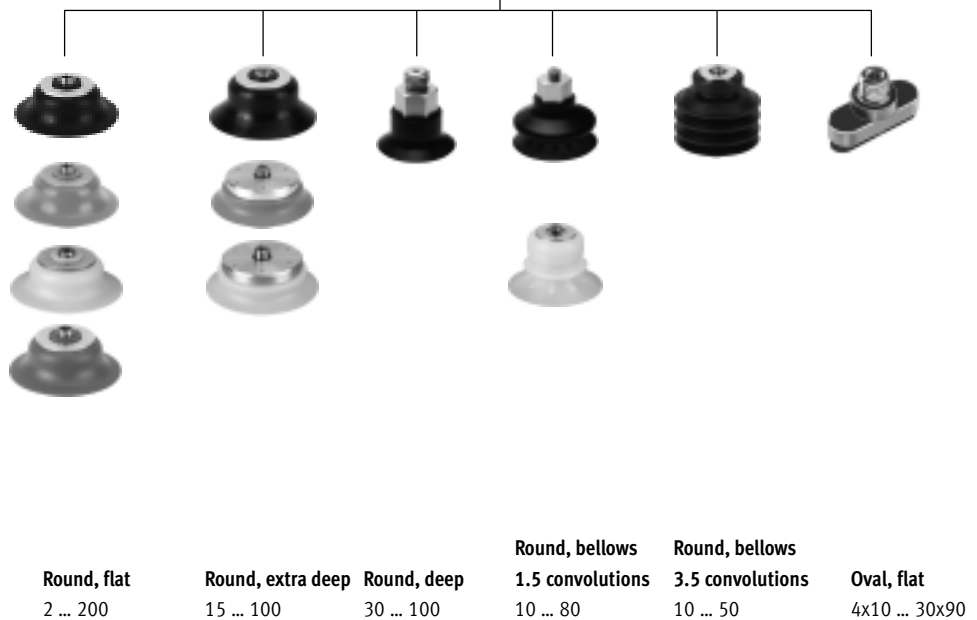 Round, flat
2 ... 200
Round, extra deep
15 ... 100
Round, deep
30 ... 100
Round, bellows
1.5 convolutions
10 ... 80
Round, bellows
3.5 convolutions
10 ... 50
Oval, flat
4x10 ... 30x90